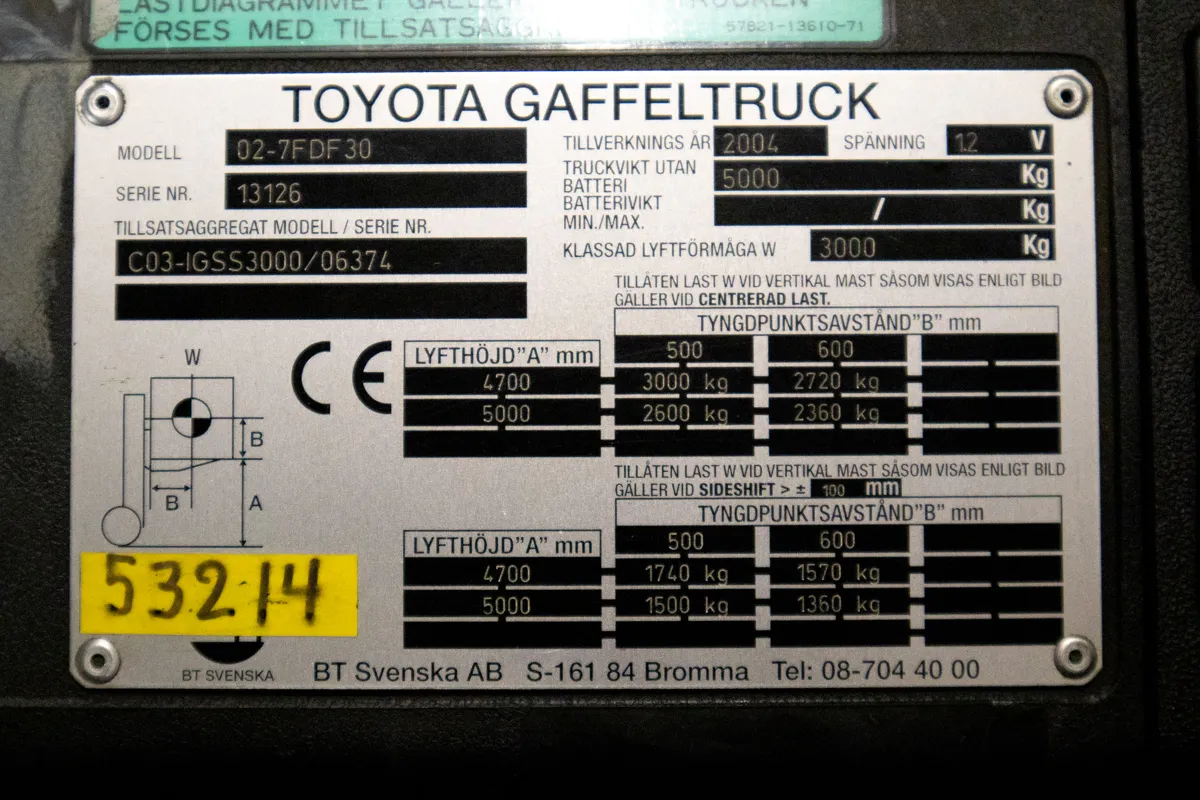 LASTDIAGRAMMET
FÖRSES MED 57821-13610-71
TOYOTA GAFFELTRUCK
MODELL 02-7FDF30
SERIE NR. 13126
TILLSATSAGGREGAT MODELL / SERIE NR.
C03-IGSS3000/06374
TILLVERKNINGS ÅR 2004 SPÄNNING 12 V
TRUCKVIKT UTAN
BATTERI 5000 Kg
BATTERIVIKT
MIN./MAX. / Kg
KLASSAD LYFTFÖRMÅGA W 3000 Kg
TILLÅTEN LAST W VID VERTIKAL MAST SÅSOM VISAS ENLIGT BILD
GÄLLER VID CENTRERAD LAST.
TYNGDPUNKTSAVSTÅND"B" mm
LYFTHÖJD"A" mm 500 600
4700 3000 kg 2720 kg
5000 2600 kg 2360 kg
W
B
B
A
CE
TILLÅTEN LAST W VID VERTIKAL MAST SÅSOM VISAS ENLIGT BILD
GÄLLER VID SIDESHIFT > ± 100 mm
TYNGDPUNKTSAVSTÅND"B" mm
LYFTHÖJD"A" mm 500 600
4700 1740 kg 1570 kg
5000 1500 kg 1360 kg
53214
BT SVENSKA
BT Svenska AB S-161 84 Bromma Tel: 08-704 40 00